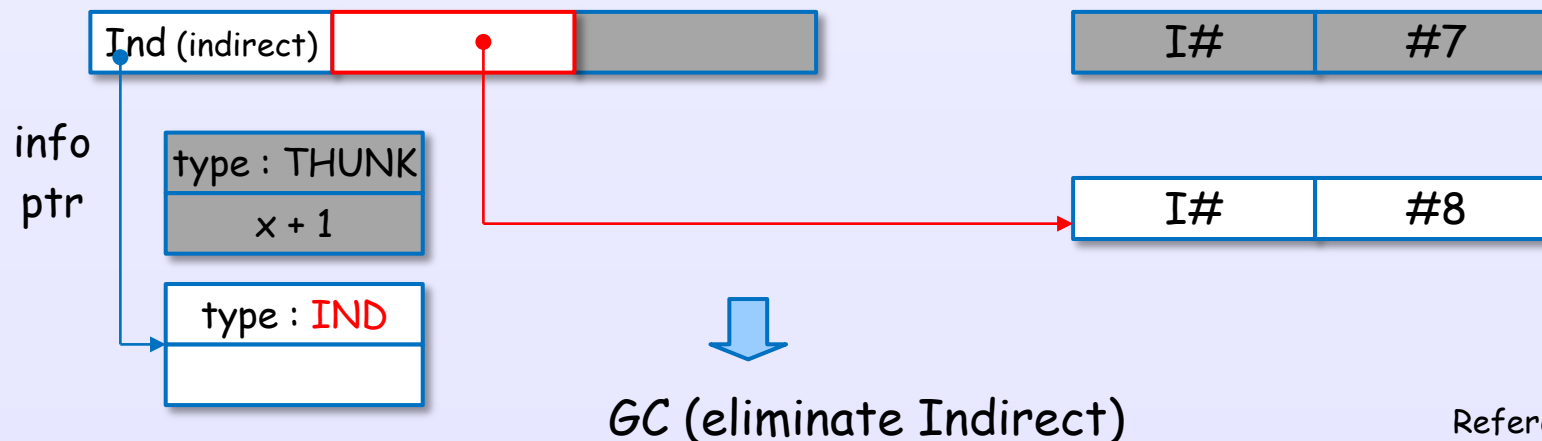 Ind (indirect)
I# #7
info
ptr
type : THUNK
x + 1
I# #8
type : IND
GC (eliminate Indirect)